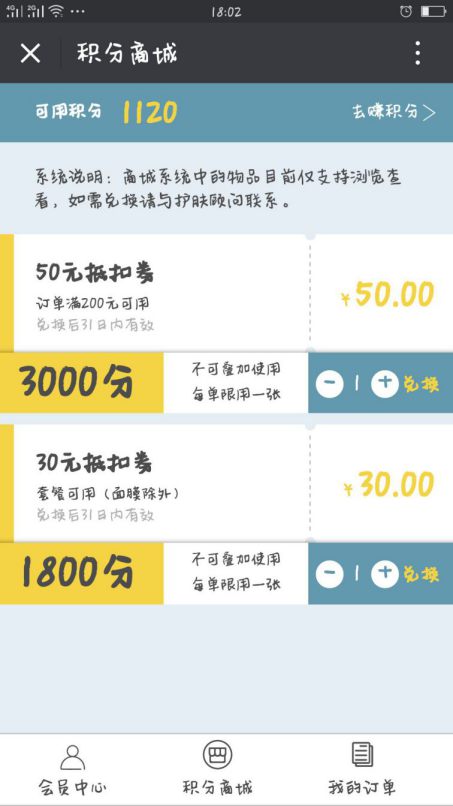 4G 2G 18:02
积分商城
可用积分 1120 去赚积分
系统说明：商城系统中的物品目前仅支持浏览查
看，如需兑换请与护肤顾问联系。
50元抵扣券
订单满200元可用
兑换后31日内有效
¥50.00
3000分
不可叠加使用
每单限用一张
1 兑换
30元抵扣券
套餐可用（面膜除外）
兑换后31日内有效
¥30.00
1800分
不可叠加使用
每单限用一张
1 兑换
会员中心 积分商城 我的订单